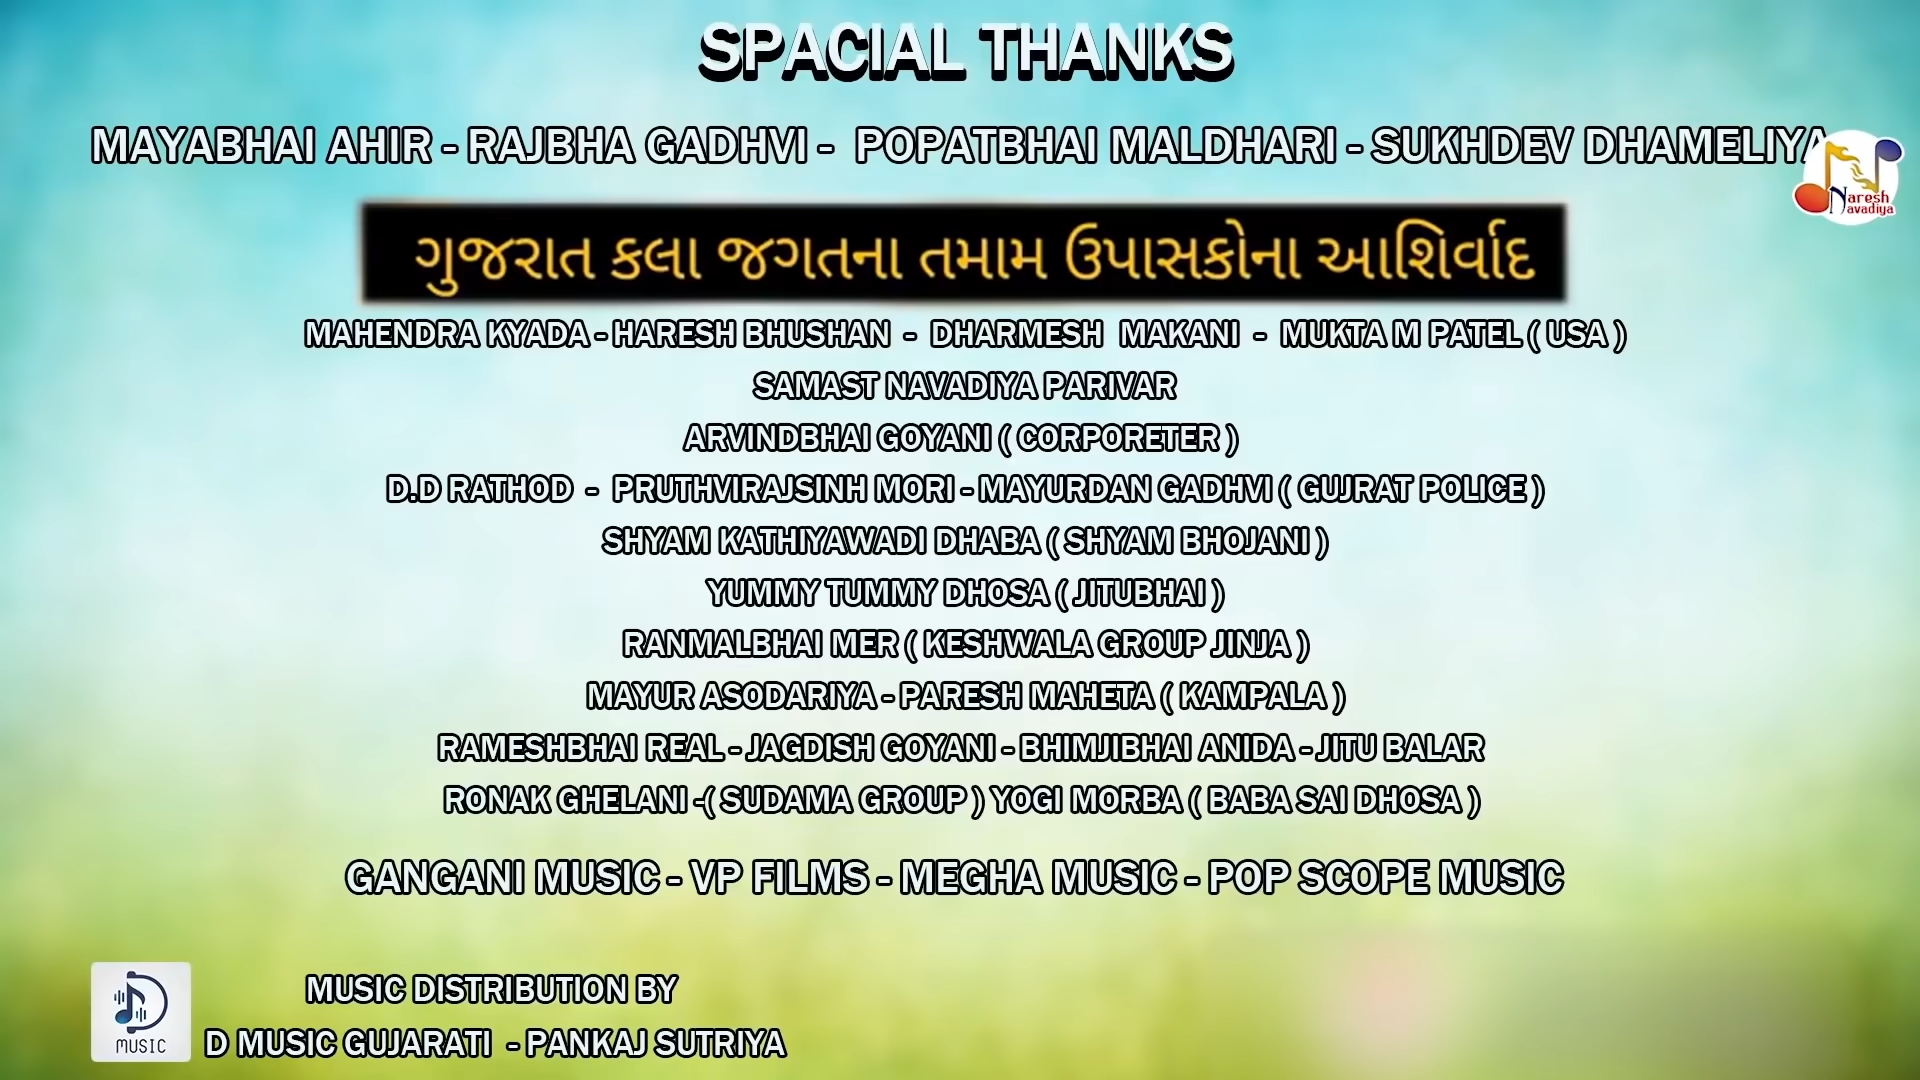 SPACIAL THANKS
MAYABHAI AHIR - RAJBHA GADHVI - POPATBHAI MALDHARI - SUKHDEV DHAMELIYA
Naresh
Navadiya
ગુજરાત કલા જગતના તમામ ઉપાસકોના આશિર્વાદ
MAHENDRA KYADA - HARESH BHUSHAN - DHARMESH MAKANI - MUKTA M PATEL ( USA )
SAMAST NAVADIYA PARIVAR
ARVINDBHAI GOYANI ( CORPORETER )
D.D RATHOD - PRUTHVIRAJSINH MORI - MAYURDAN GADHVI ( GUJRAT POLICE )
SHYAM KATHIYAWADI DHABA ( SHYAM BHOJANI )
YUMMY TUMMY DHOSA ( JITUBHAI )
RANMALBHAI MER ( KESHWALA GROUP JINJA )
MAYUR ASODARIYA - PARESH MAHETA ( KAMPALA )
RAMESHBHAI REAL - JAGDISH GOYANI - BHIMJIBHAI ANIDA - JITU BALAR
RONAK GHELANI -( SUDAMA GROUP ) YOGI MORBA ( BABA SAI DHOSA )
GANGANI MUSIC - VP FILMS - MEGHA MUSIC - POP SCOPE MUSIC
MUSIC DISTRIBUTION BY
D MUSIC GUJARATI - PANKAJ SUTRIYA
MUSIC